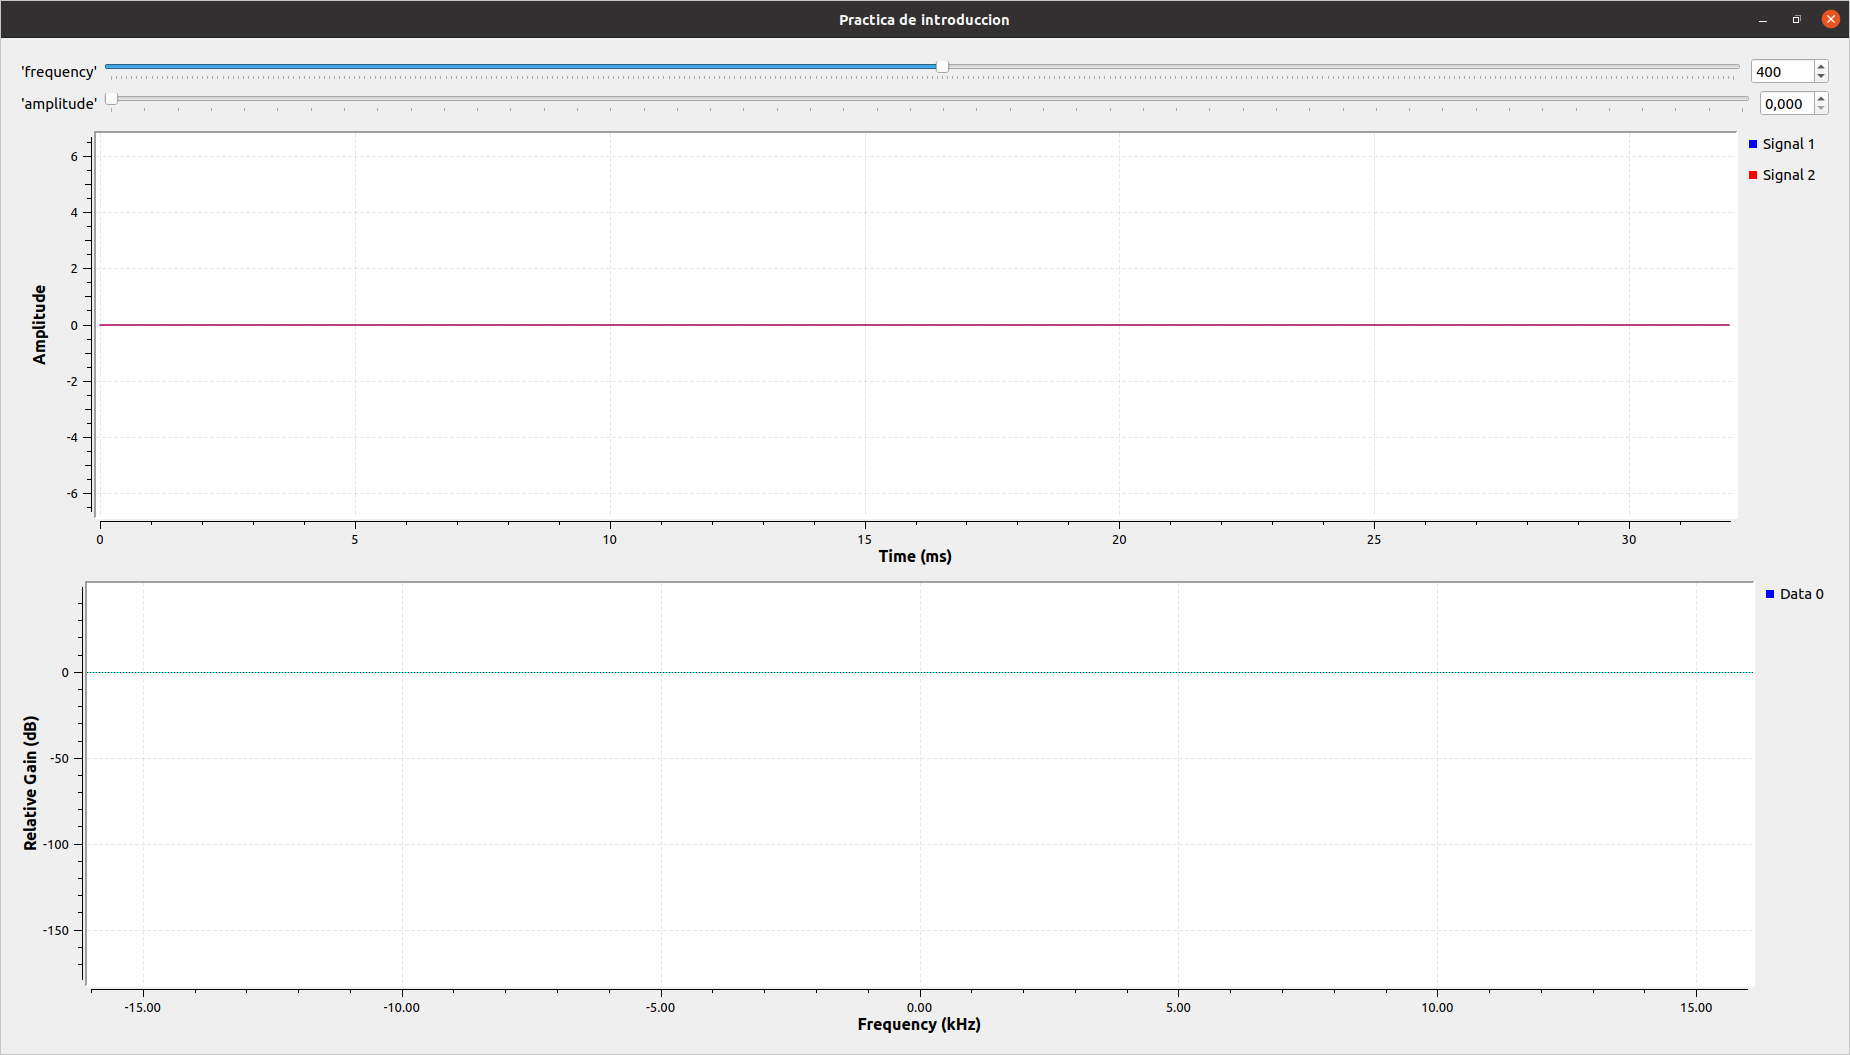 Practica de introduccion
'frequency' 400
'amplitude' 0,000
Signal 1
Signal 2
Amplitude
6
4
2
0
-2
-4
-6
0 5 10 15 20 25 30
Time (ms)
Data 0
Relative Gain (dB)
0
-50
-100
-150
-15.00 -10.00 -5.00 0.00 5.00 10.00 15.00
Frequency (kHz)